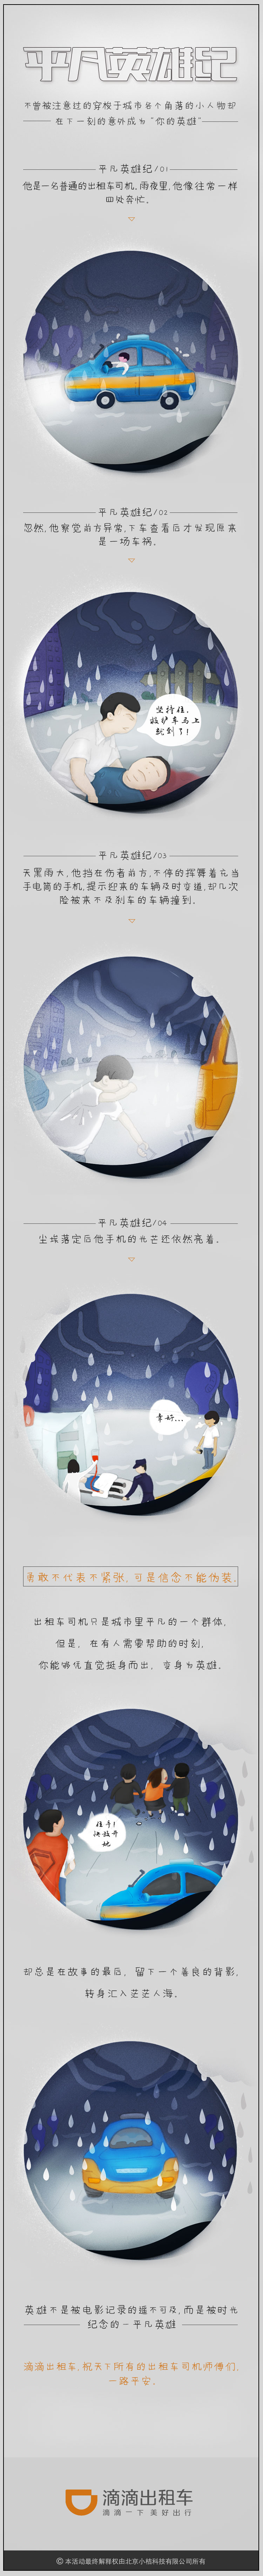 平凡英雄纪
不曾被注意过的穿梭于城市各个角落的小人物却
在下一刻的意外成为“你的英雄”
平凡英雄纪/01
他是一名普通的出租车司机,雨夜里,他像往常一样
四处奔忙。
平凡英雄纪/02
忽然,他察觉前方异常,下车查看后才发现原来
是一场车祸。
坚持住,
救护车马上
就到了!
平凡英雄纪/03
天黑雨大,他挡在伤者前方,不停的挥舞着充当
手电筒的手机,提示迎来的车辆及时变道,却几次
险被来不及刹车的车辆撞到。
平凡英雄纪/04
尘埃落定后他手机的光芒还依然亮着。
幸好...
勇敢不代表不紧张,可是信念不能伪装。
出租车司机只是城市里平凡的一个群体,
但是,在有人需要帮助的时刻,
你能够凭直觉挺身而出,变身为英雄。
住手!
快放开
她
却总是在故事的最后,留下一个善良的背影,
转身汇入茫茫人海。
英雄不是被电影记录的遥不可及,而是被时光
纪念的一平凡英雄
滴滴出租车,祝天下所有的出租车司机师傅们,
一路平安。
滴滴出租车
滴滴一下 美好出行
©本活动最终解释权由北京小桔科技有限公司所有